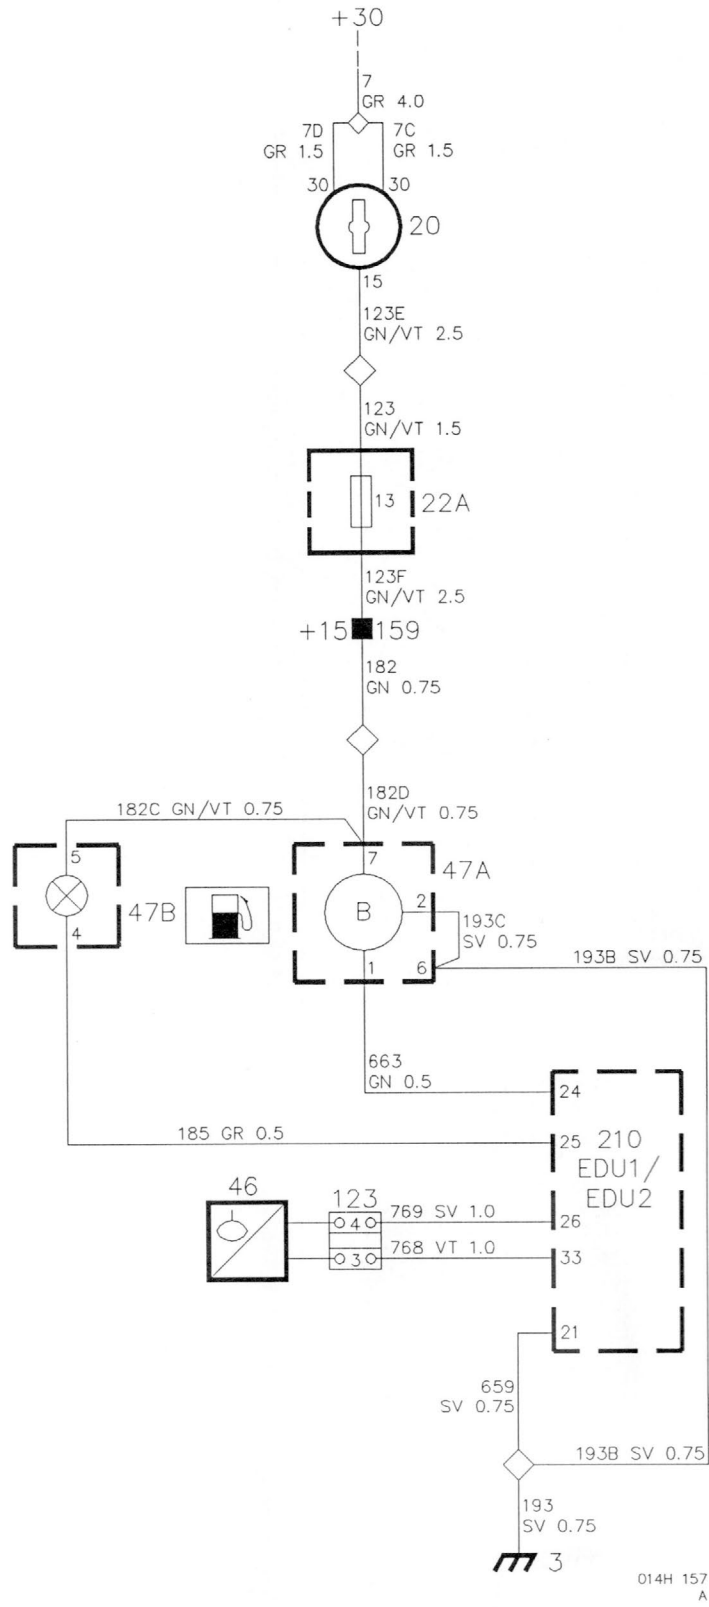 +30
7
GR 4.0
7D
GR 1.5
7C
GR 1.5
30
30
20
15
123E
GN/VT 2.5
123
GN/VT 1.5
13
22A
123F
GN/VT 2.5
+15
159
182
GN 0.75
182D
GN/VT 0.75
182C GN/VT 0.75
5
7
47A
47B
B
2
193C
SV 0.75
4
1
6
193B SV 0.75
663
GN 0.5
24
185 GR 0.5
25
210
EDU1/
EDU2
46
123
4
769 SV 1.0
26
3
768 VT 1.0
33
21
659
SV 0.75
193B SV 0.75
193
SV 0.75
3
014H 157
A